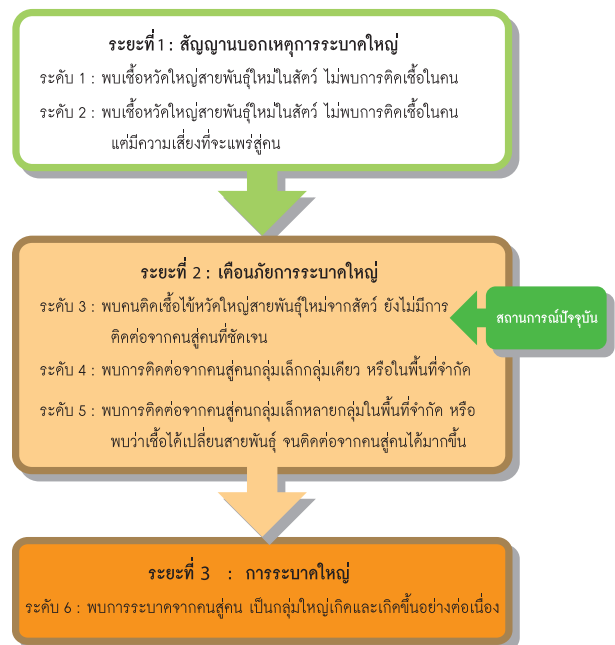 ระยะที่ 1 : สัญญานบอกเหตุการระบาดใหญ่
ระดับ 1 : พบเชื้อหวัดใหญ่สายพันธุ์ใหม่ในสัตว์ ไม่พบการติดเชื้อในคน
ระดับ 2 : พบเชื้อหวัดใหญ่สายพันธุ์ใหม่ในสัตว์ ไม่พบการติดเชื้อในคน
แต่มีความเสี่ยงที่จะแพร่สู่คน
ระยะที่ 2 : เตือนภัยการระบาดใหญ่
ระดับ 3 : พบคนติดเชื้อไข้หวัดใหญ่สายพันธุ์ใหม่จากสัตว์ ยังไม่มีการ
ติดต่อจากคนสู่คนที่ชัดเจน
สถานการณ์ปัจจุบัน
ระดับ 4 : พบการติดต่อจากคนสู่คนกลุ่มเล็กกลุ่มเดียว หรือในพื้นที่จำกัด
ระดับ 5 : พบการติดต่อจากคนสู่คนกลุ่มเล็กหลายกลุ่มในพื้นที่จำกัด หรือ
พบว่าเชื้อได้เปลี่ยนสายพันธุ์ จนติดต่อจากคนสู่คนได้มากขึ้น
ระยะที่ 3 : การระบาดใหญ่
ระดับ 6 : พบการระบาดจากคนสู่คน เป็นกลุ่มใหญ่เกิดและเกิดขึ้นอย่างต่อเนื่อง